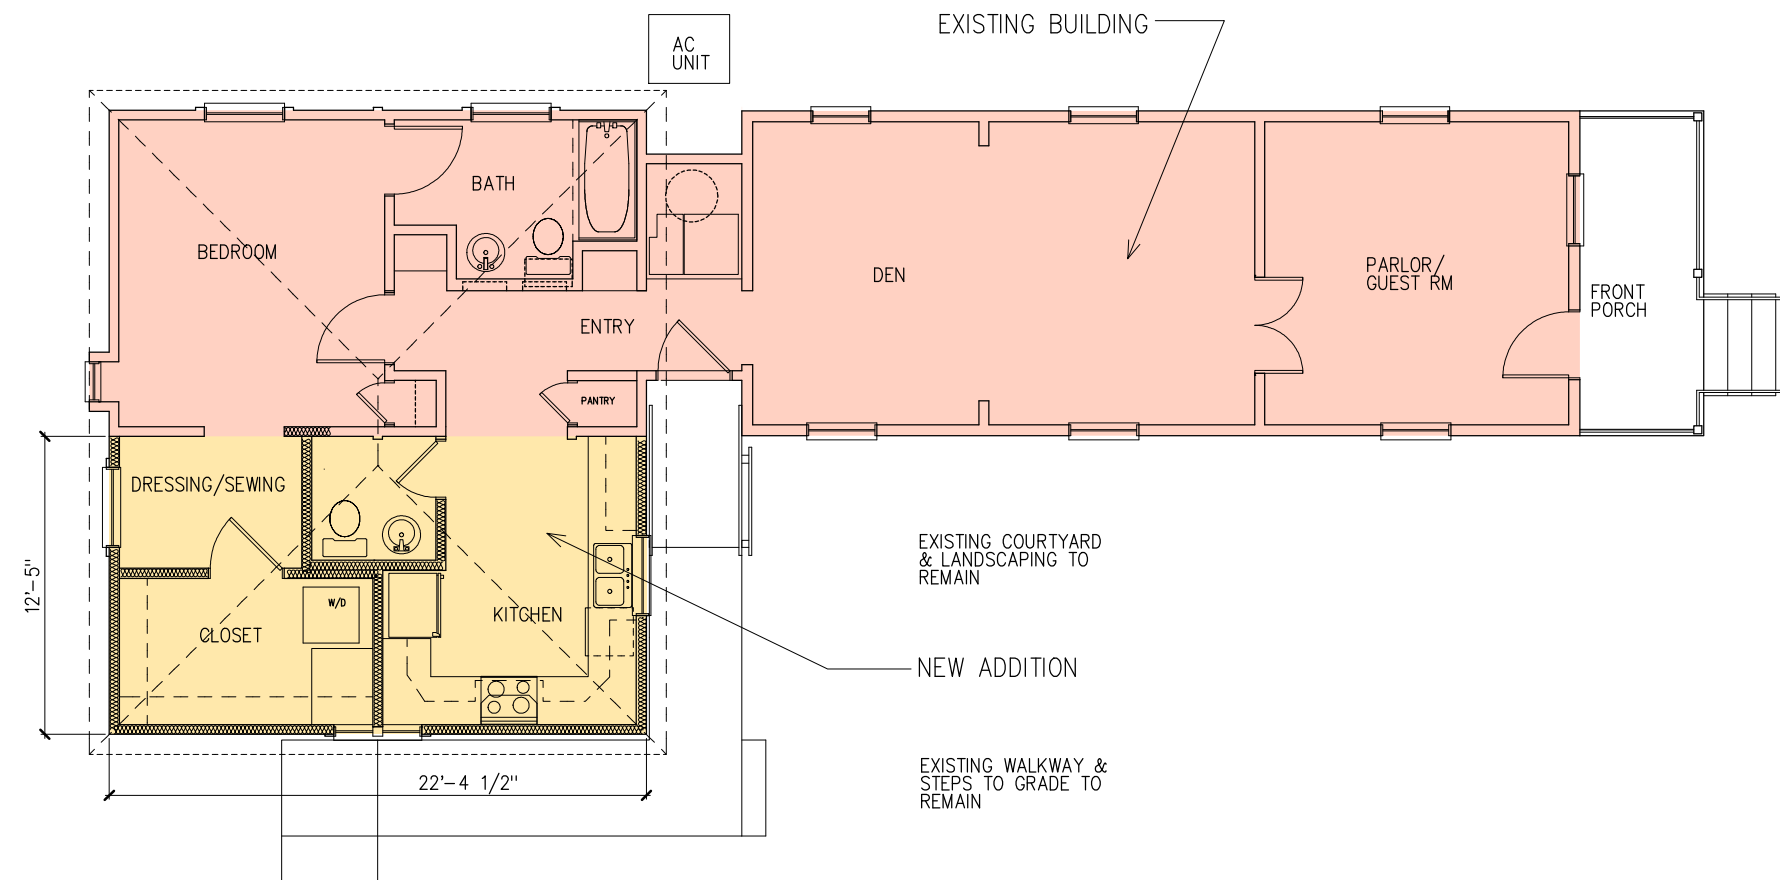 EXISTING BUILDING
AC
UNIT
BATH
BEDROOM
DEN
PARLOR/
GUEST RM
FRONT
PORCH
ENTRY
PANTRY
DRESSING/SEWING
EXISTING COURTYARD
& LANDSCAPING TO
REMAIN
12'-5"
W/D
KITCHEN
CLOSET
NEW ADDITION
22'-4 1/2"
EXISTING WALKWAY &
STEPS TO GRADE TO
REMAIN